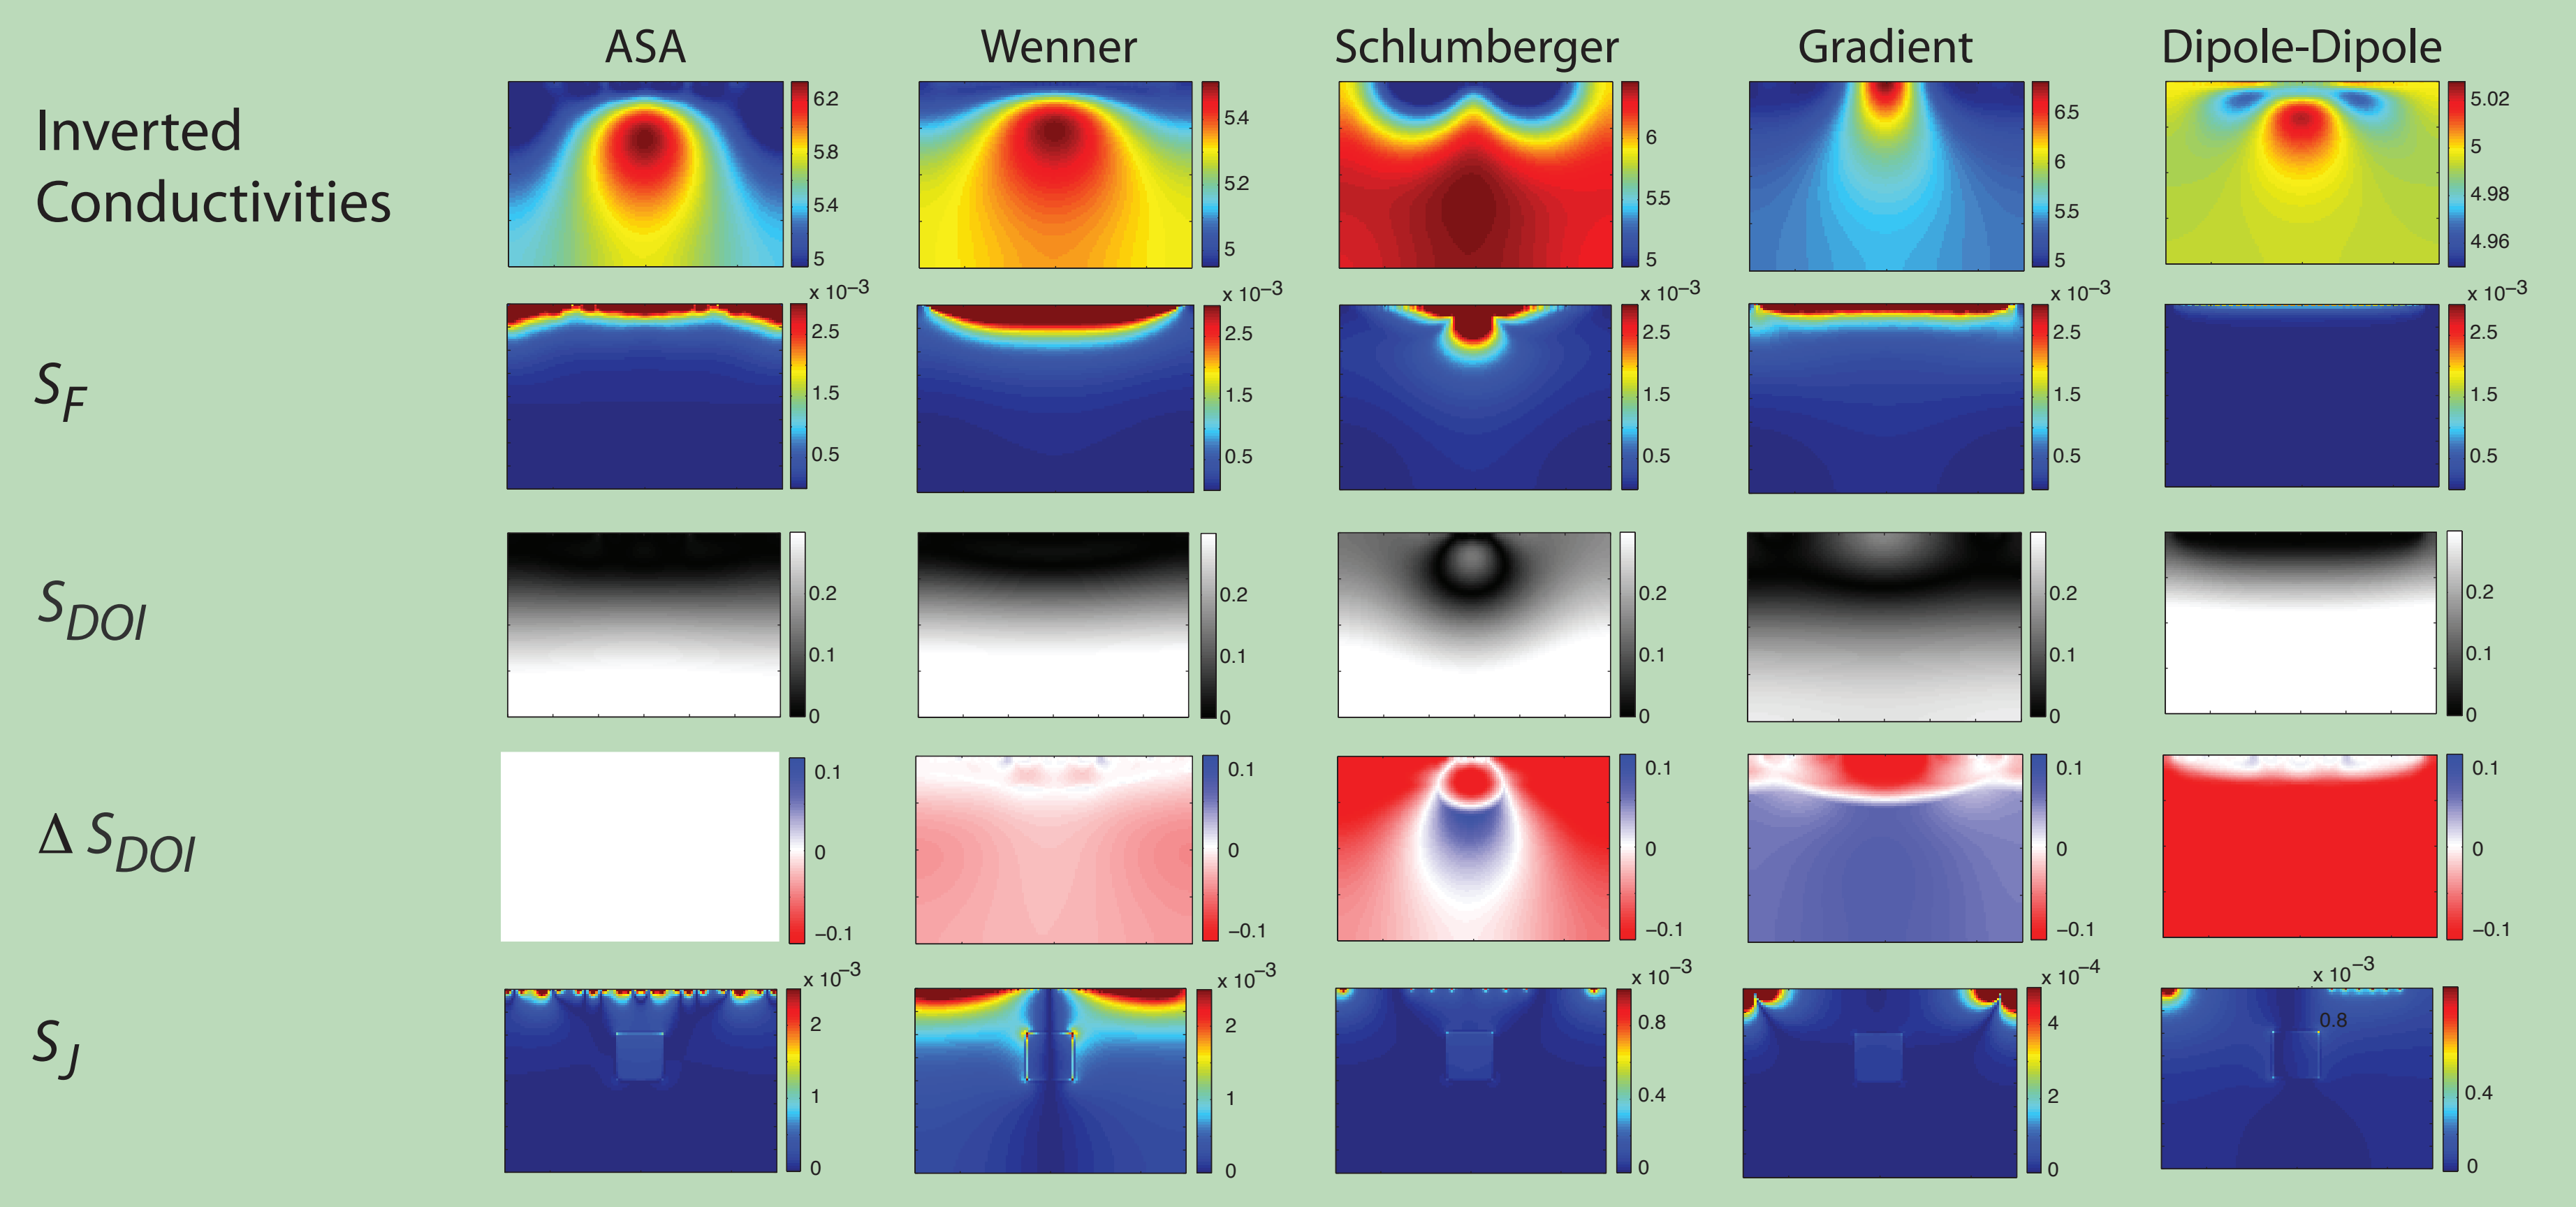 ASA Wenner Schlumberger Gradient Dipole-Dipole
Inverted
Conductivities
62 5.8 5.4 5
5.4 5.2 5
6 5.5 5
6.5 6 5.5 5
5.02 5 4.98 4.96
S_F
x 10⁻³ 2.5 1.5 0.5
x 10⁻³ 2.5 1.5 0.5
x 10⁻³ 2.5 1.5 0.5
x 10⁻³ 2.5 1.5 0.5
x 10⁻³ 2.5 1.5 0.5
S_DOI
0.2 0.1 0
0.2 0.1 0
0.2 0.1 0
0.2 0.1 0
0.2 0.1 0
Δ S_DOI
0.1 0 −0.1
0.1 0 −0.1
0.1 0 −0.1
0.1 0 −0.1
0.1 0 −0.1
S_J
x 10⁻³ 2 1 0
x 10⁻³ 2 1 0
x 10⁻³ 0.8 0.4 0
x 10⁻⁴ 4 2 0
x 10⁻³ 0.8 0.4 0